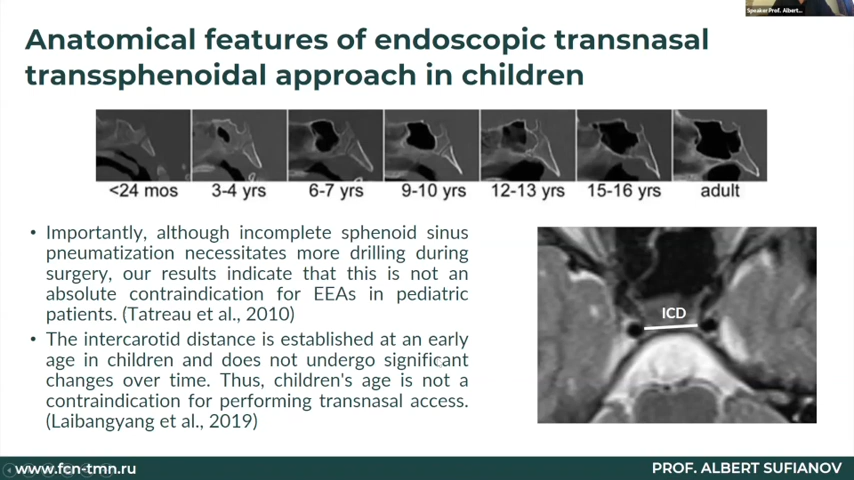 Speaker Prof. Albert...
Anatomical features of endoscopic transnasal
transsphenoidal approach in children
<24 mos 3-4 yrs 6-7 yrs 9-10 yrs 12-13 yrs 15-16 yrs adult
• Importantly, although incomplete sphenoid sinus
pneumatization necessitates more drilling during
surgery, our results indicate that this is not an
absolute contraindication for EEAs in pediatric
patients. (Tatreau et al., 2010)
• The intercarotid distance is established at an early
age in children and does not undergo significant
changes over time. Thus, children's age is not a
contraindication for performing transnasal access.
(Laibangyang et al., 2019)
ICD
www.fcn-tmn.ru
PROF. ALBERT SUFIANOV